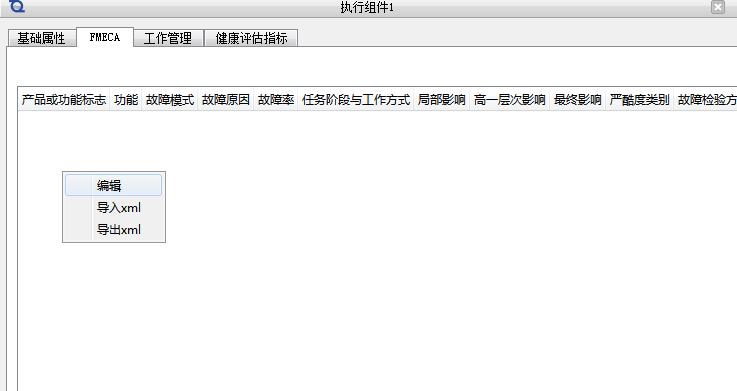 执行组件1
基础属性 FMECA 工作管理 健康评估指标
产品或功能标志 功能 故障模式 故障原因 故障率 任务阶段与工作方式 局部影响 高一层次影响 最终影响 严酷度类别 故障检验方
编辑
导入xml
导出xml